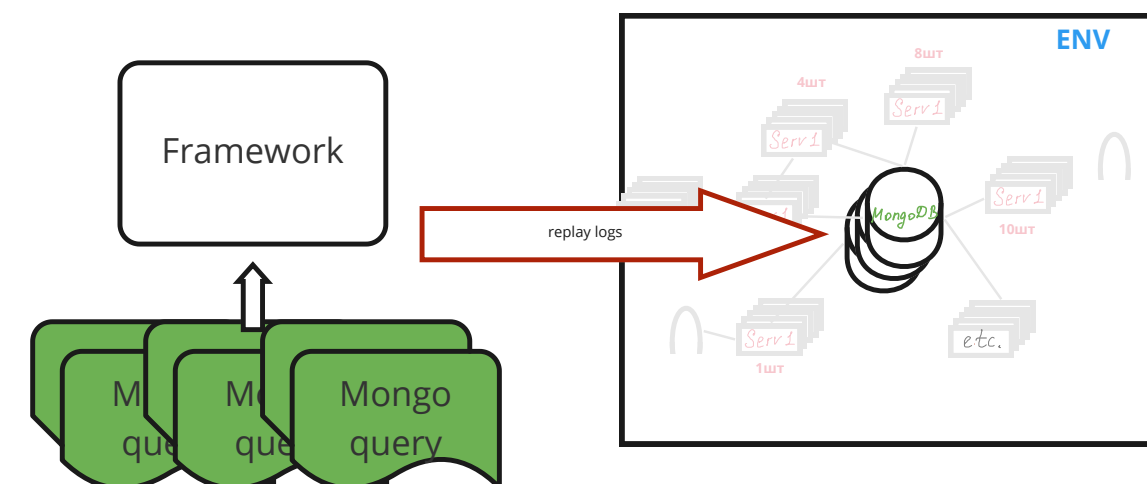 ENV
8шт
4шт
Serv1
Serv1
Framework
Serv1
MongoDB
10шт
replay logs
Serv1
etc.
1шт
Mongo
query